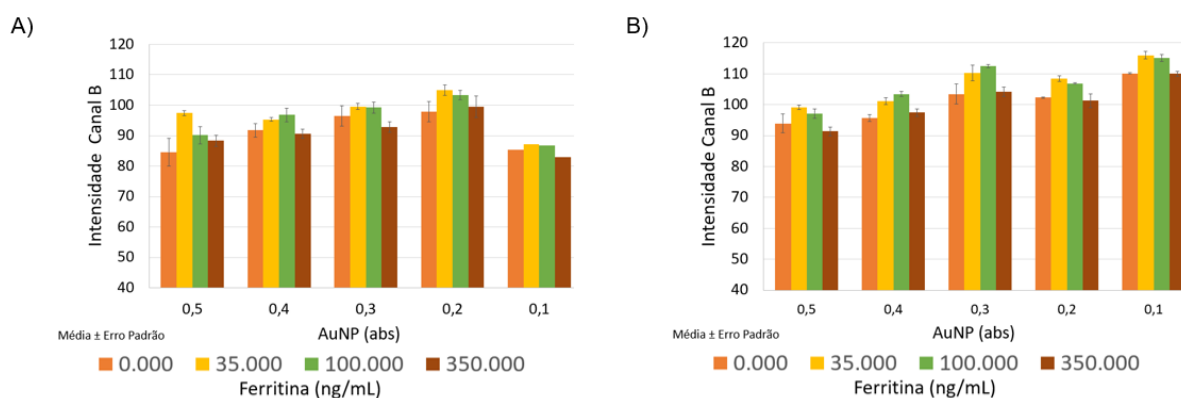 A)
120
110
100
90
80
70
60
50
40
Intensidade Canal B
0,5 0,4 0,3 0,2 0,1
AuNP (abs)
Média ± Erro Padrão
0.000 35.000 100.000 350.000
Ferritina (ng/mL)
B)
120
110
100
90
80
70
60
50
40
Intensidade Canal B
0,5 0,4 0,3 0,2 0,1
AuNP (abs)
Média ± Erro Padrão
0.000 35.000 100.000 350.000
Ferritina (ng/mL)